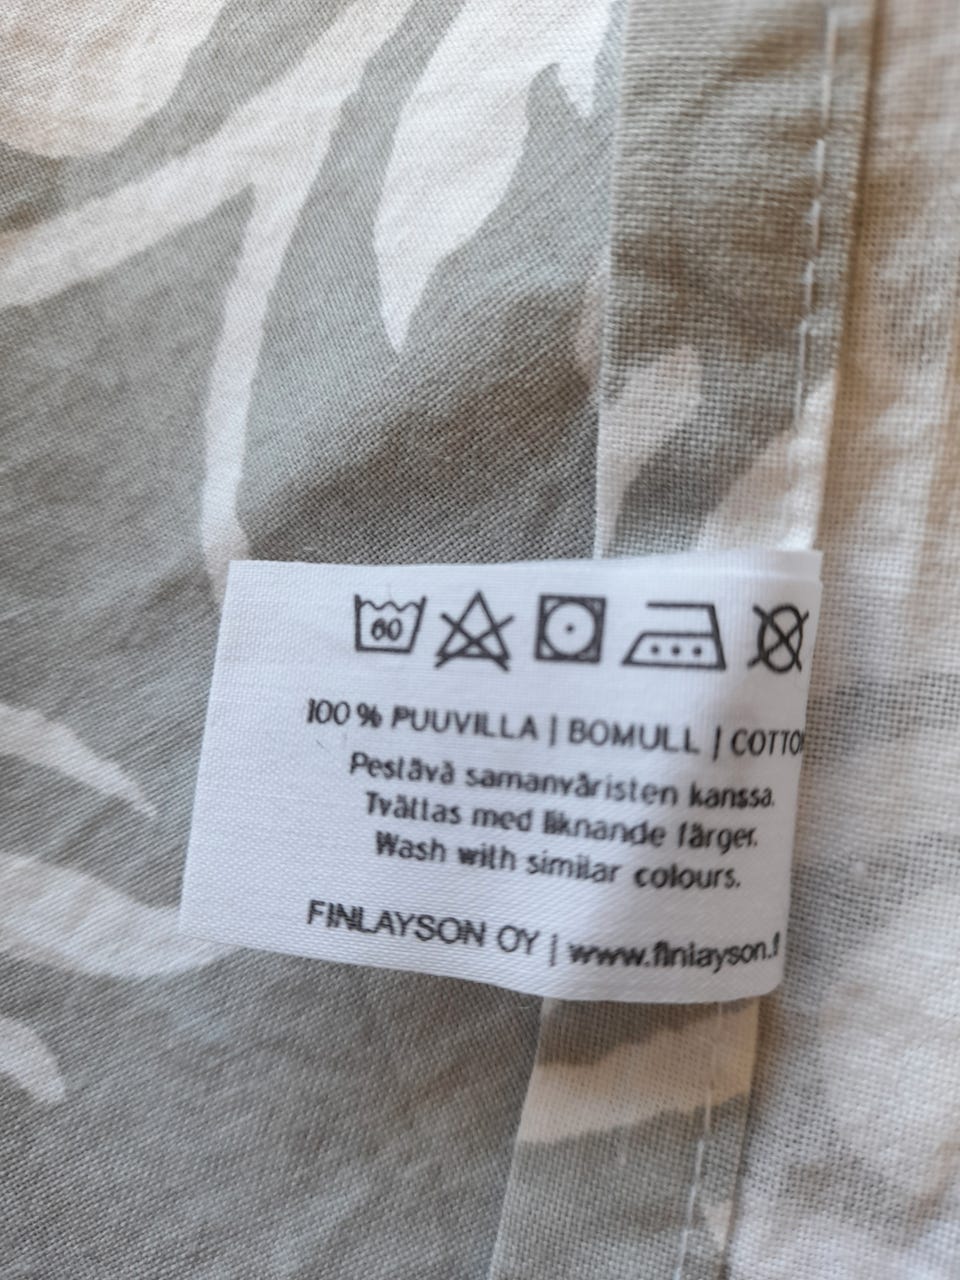 60
100 % PUUVILLA | BOMULL | COTTO
Pestävä samanväristen kanssa.
Tvättas med liknande färger.
Wash with similar colours.
FINLAYSON OY | www.finlayson.f